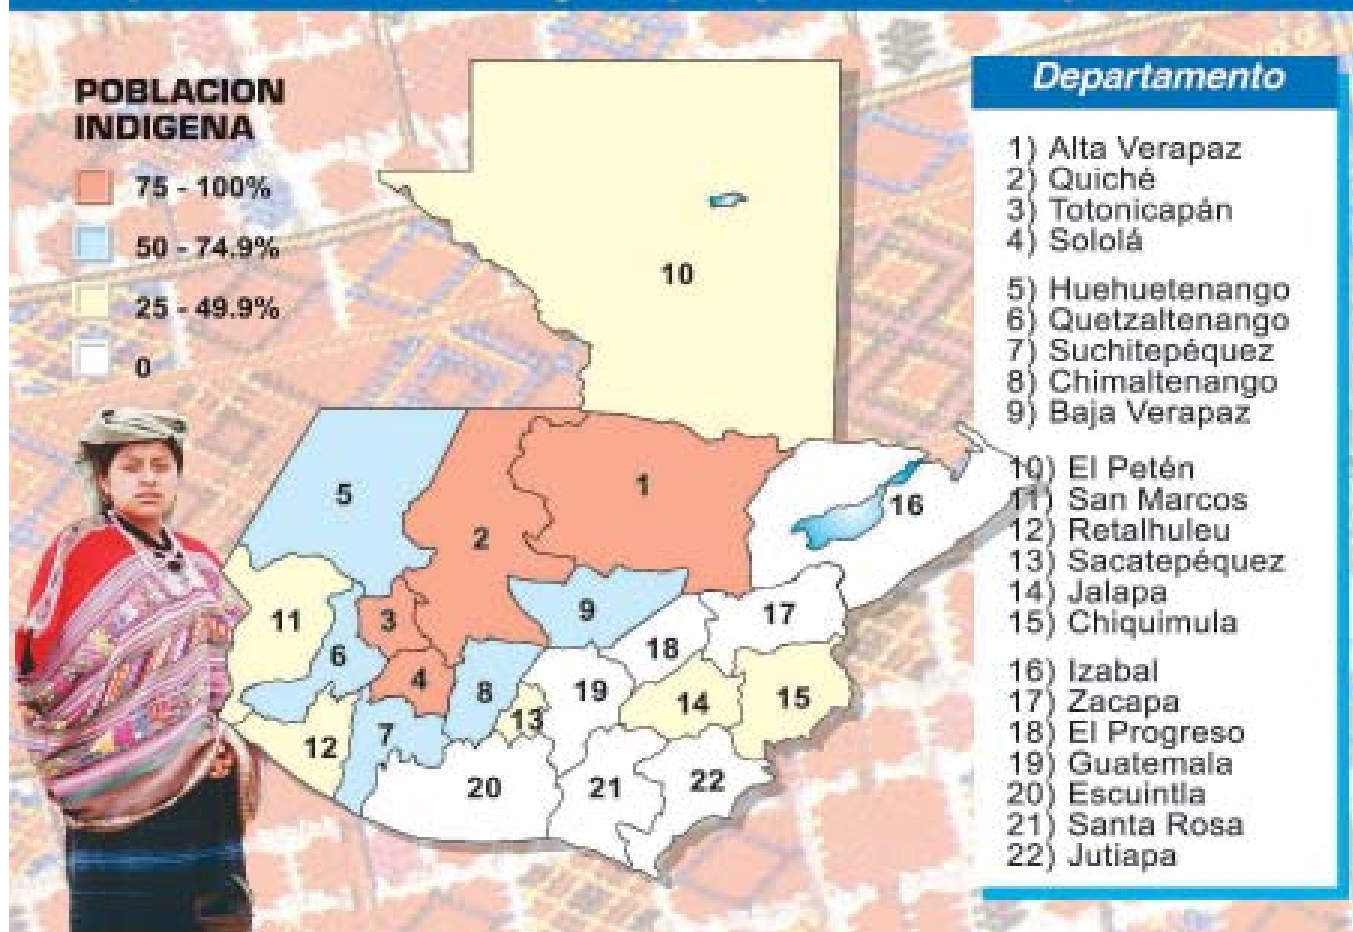 POBLACION
INDIGENA
75 - 100%
50 - 74.9%
25 - 49.9%
0
10
5
1
2
16
11
3
9
17
6
18
4
8
19
14
15
13
12
7
20
21
22
Departamento
1) Alta Verapaz
2) Quiché
3) Totonicapán
4) Sololá
5) Huehuetenango
6) Quetzaltenango
7) Suchitepéquez
8) Chimaltenango
9) Baja Verapaz
10) El Petén
11) San Marcos
12) Retalhuleu
13) Sacatepéquez
14) Jalapa
15) Chiquimula
16) Izabal
17) Zacapa
18) El Progreso
19) Guatemala
20) Escuintla
21) Santa Rosa
22) Jutiapa